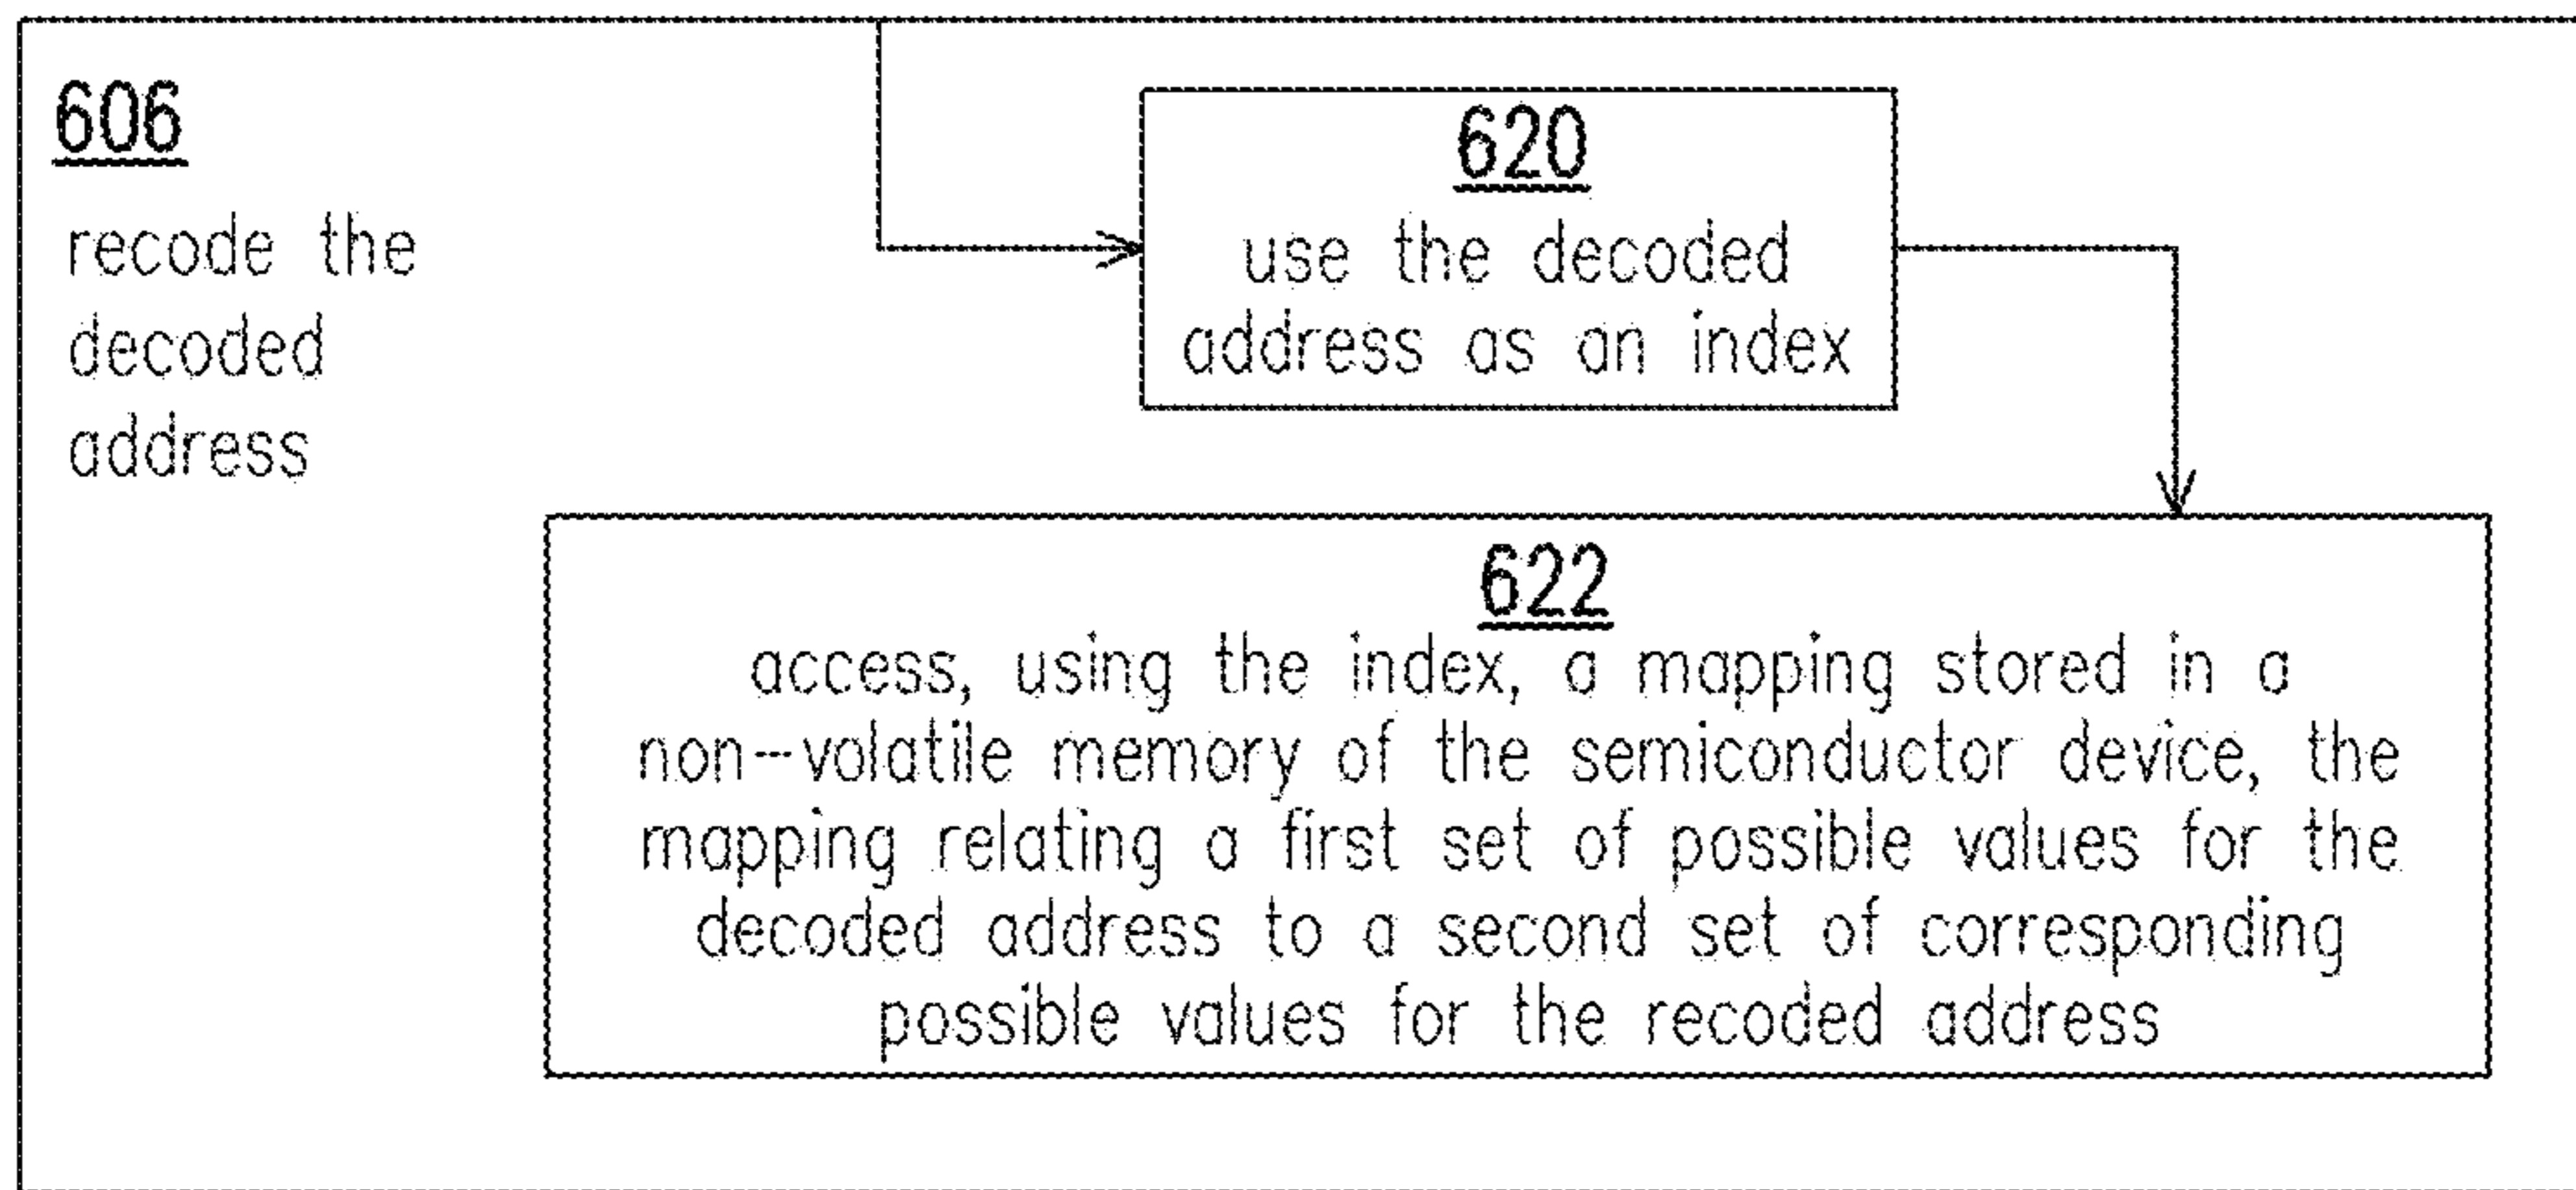 606
recode the
decoded
address
620
use the decoded
address as an index
622
access, using the index, a mapping stored in a
non--volatile memory of the semiconductor device, the
mapping relating a first set of possible values for the
decoded address to a second set of corresponding
possible values for the recoded address